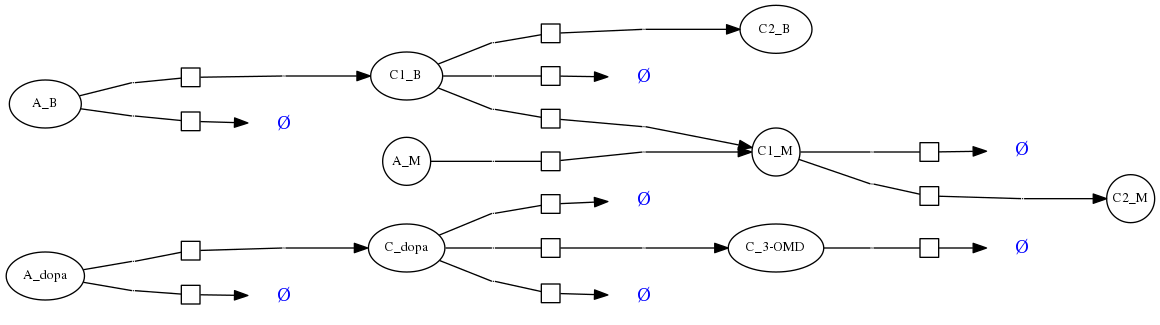 C2_B
C1_B
Ø
A_B
Ø
A_M
C1_M
Ø
C2_M
Ø
C_dopa
C_3-OMD
Ø
A_dopa
Ø
Ø